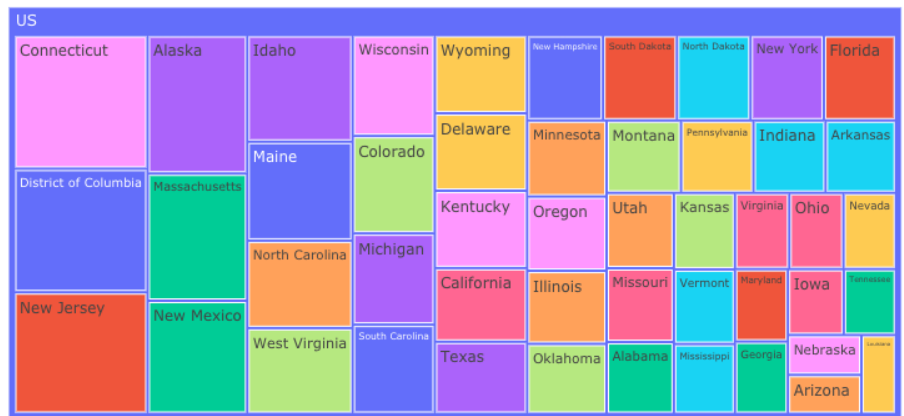 US
Connecticut
District of Columbia
New Jersey
Alaska
Massachusetts
New Mexico
Idaho
Maine
North Carolina
West Virginia
Wisconsin
Colorado
Michigan
South Carolina
Wyoming
Delaware
Kentucky
California
Texas
New Hampshire
South Dakota
North Dakota
New York
Florida
Minnesota
Oregon
Illinois
Oklahoma
Montana
Pennsylvania
Indiana
Arkansas
Utah
Kansas
Virginia
Ohio
Nevada
Missouri
Vermont
Maryland
Iowa
Tennessee
Alabama
Mississippi
Georgia
Nebraska
Arizona
Louisiana